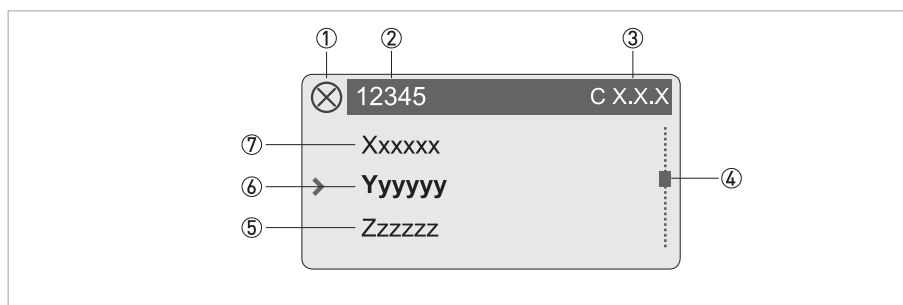 ① ② ③
12345 C X.X.X
⑦ Xxxxxx
⑥ Yyyyyy ④
⑤ Zzzzzz